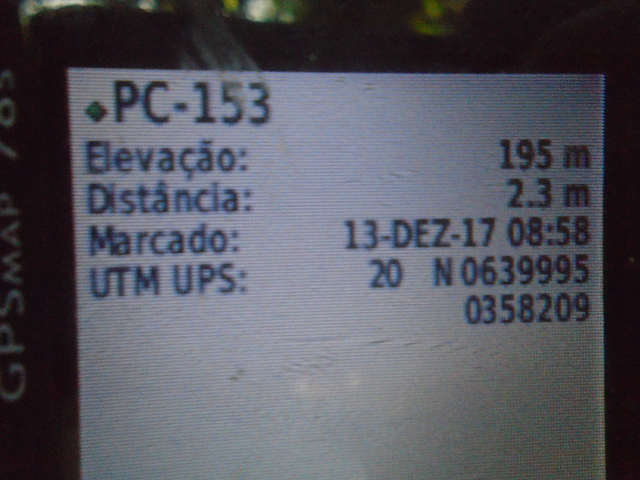 PC-153
Elevação: 195 m
Distância: 2.3 m
Marcado: 13-DEZ-17 08:58
UTM UPS: 20 N 0639995
0358209
GPSMAP 78s